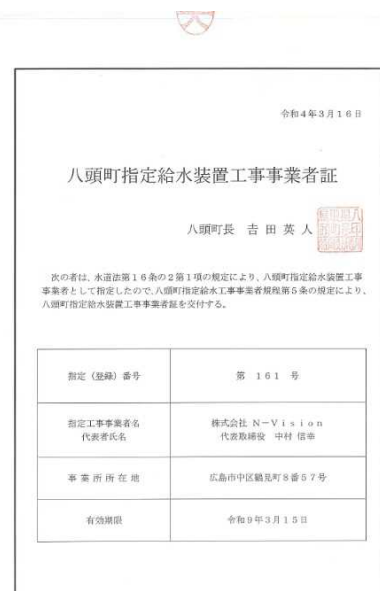 令和4年3月16日
八頭町指定給水装置工事事業者証
八頭町長 吉田英人
次の者は、水道法第16条の2第1項の規定により、八頭町指定給水装置工事
事業者として指定したので、八頭町指定給水工事事業者規程第5条の規定により、
八頭町指定給水装置工事事業者証を交付する。
指定（登録）番号 第 161 号
指定工事事業者名 株式会社 N－Vision
代表者氏名 代表取締役 中村 信幸
事業所所在地 広島市中区鶴見町8番57号
有効期限 令和9年3月15日